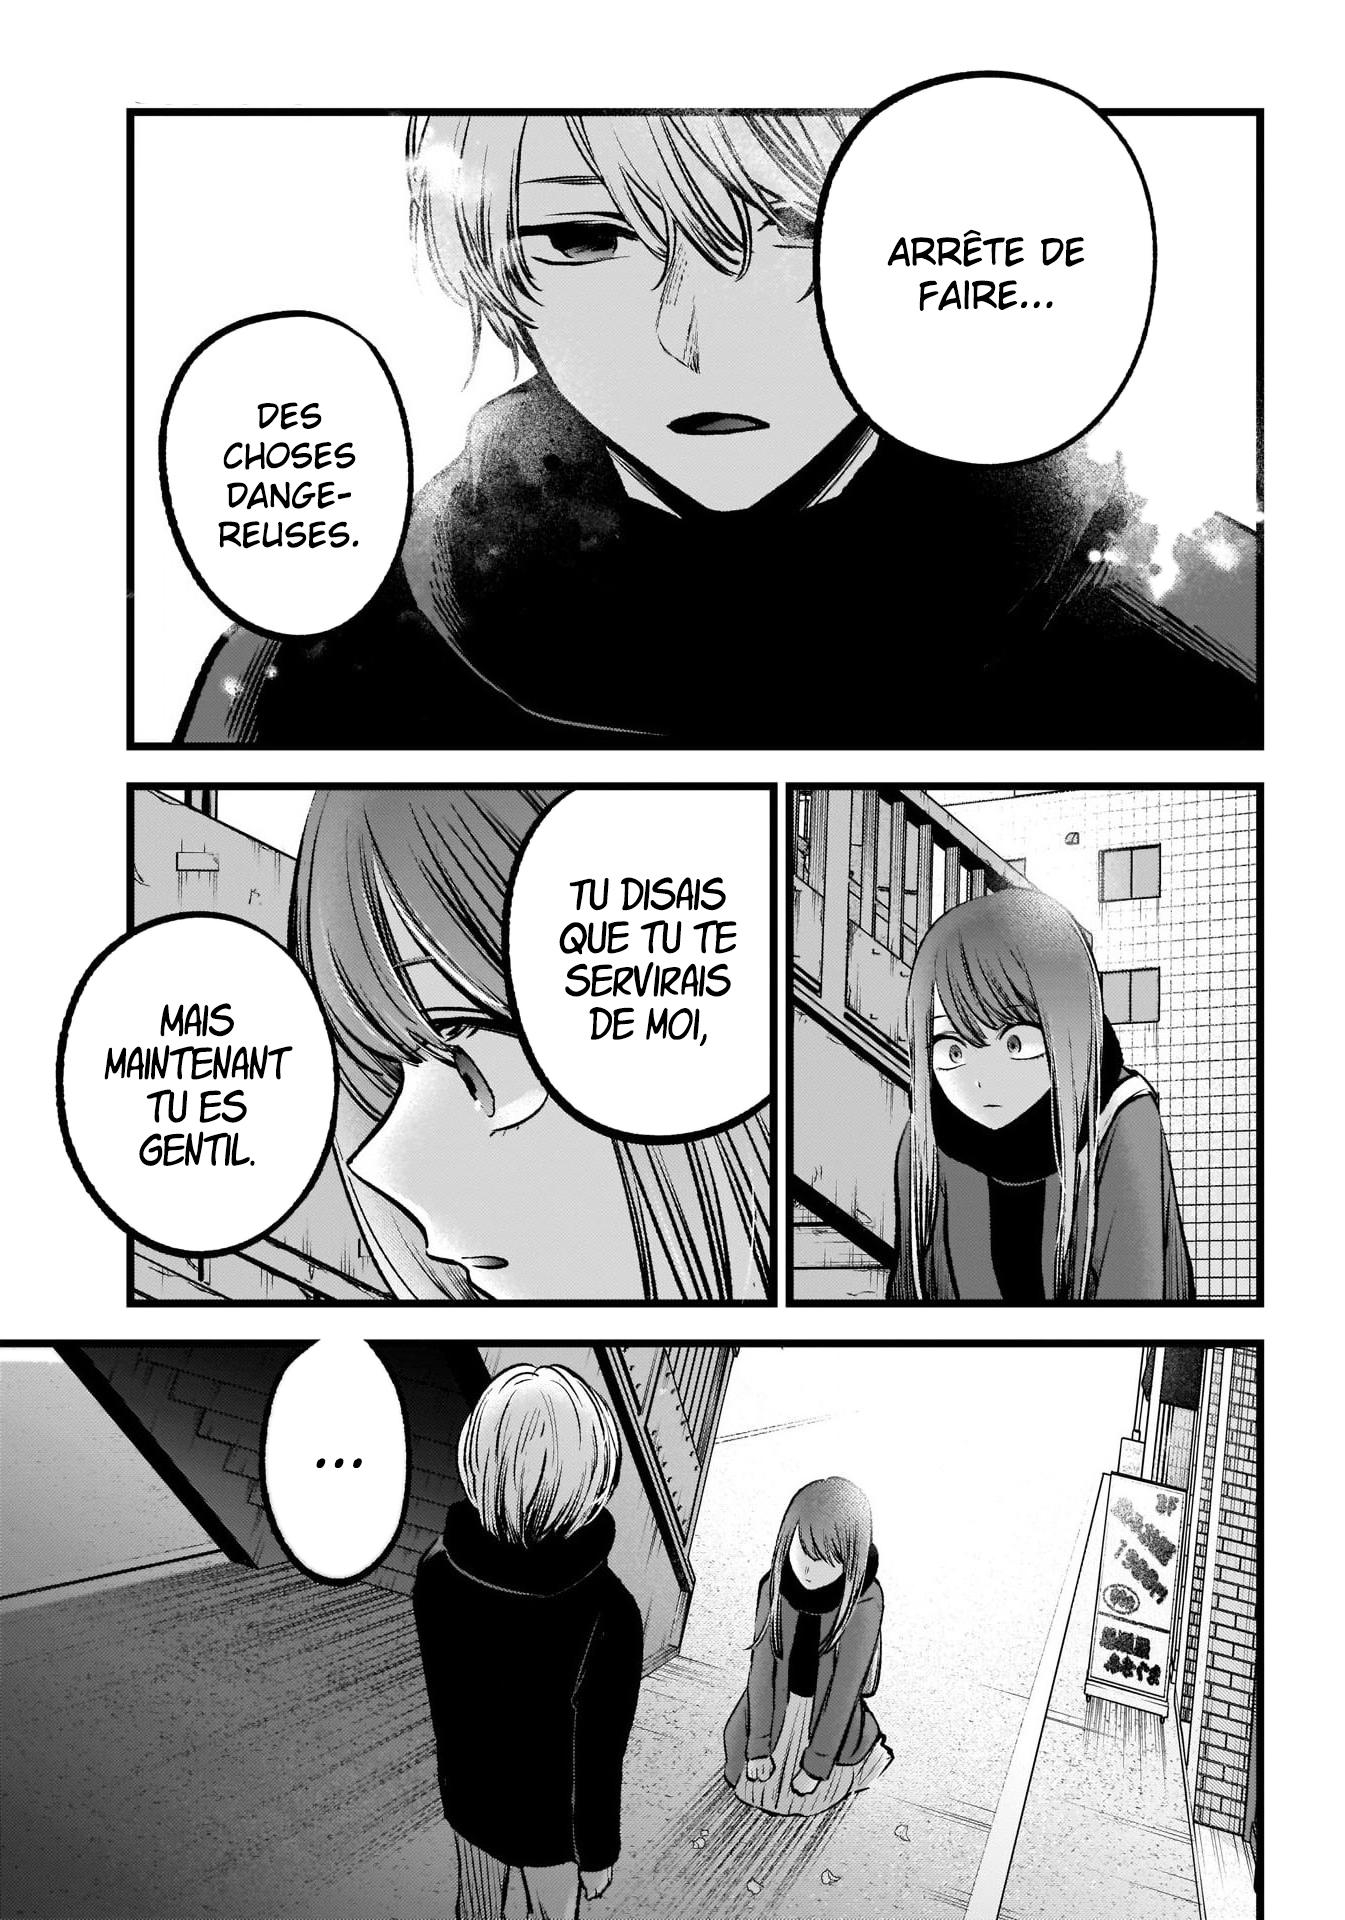 ARRÊTE DE
FAIRE...
DES
CHOSES
DANGE-
REUSES.
TU DISAIS
QUE TU TE
SERVIRAIS
DE MOI,
MAIS
MAINTENANT
TU ES
GENTIL.
...